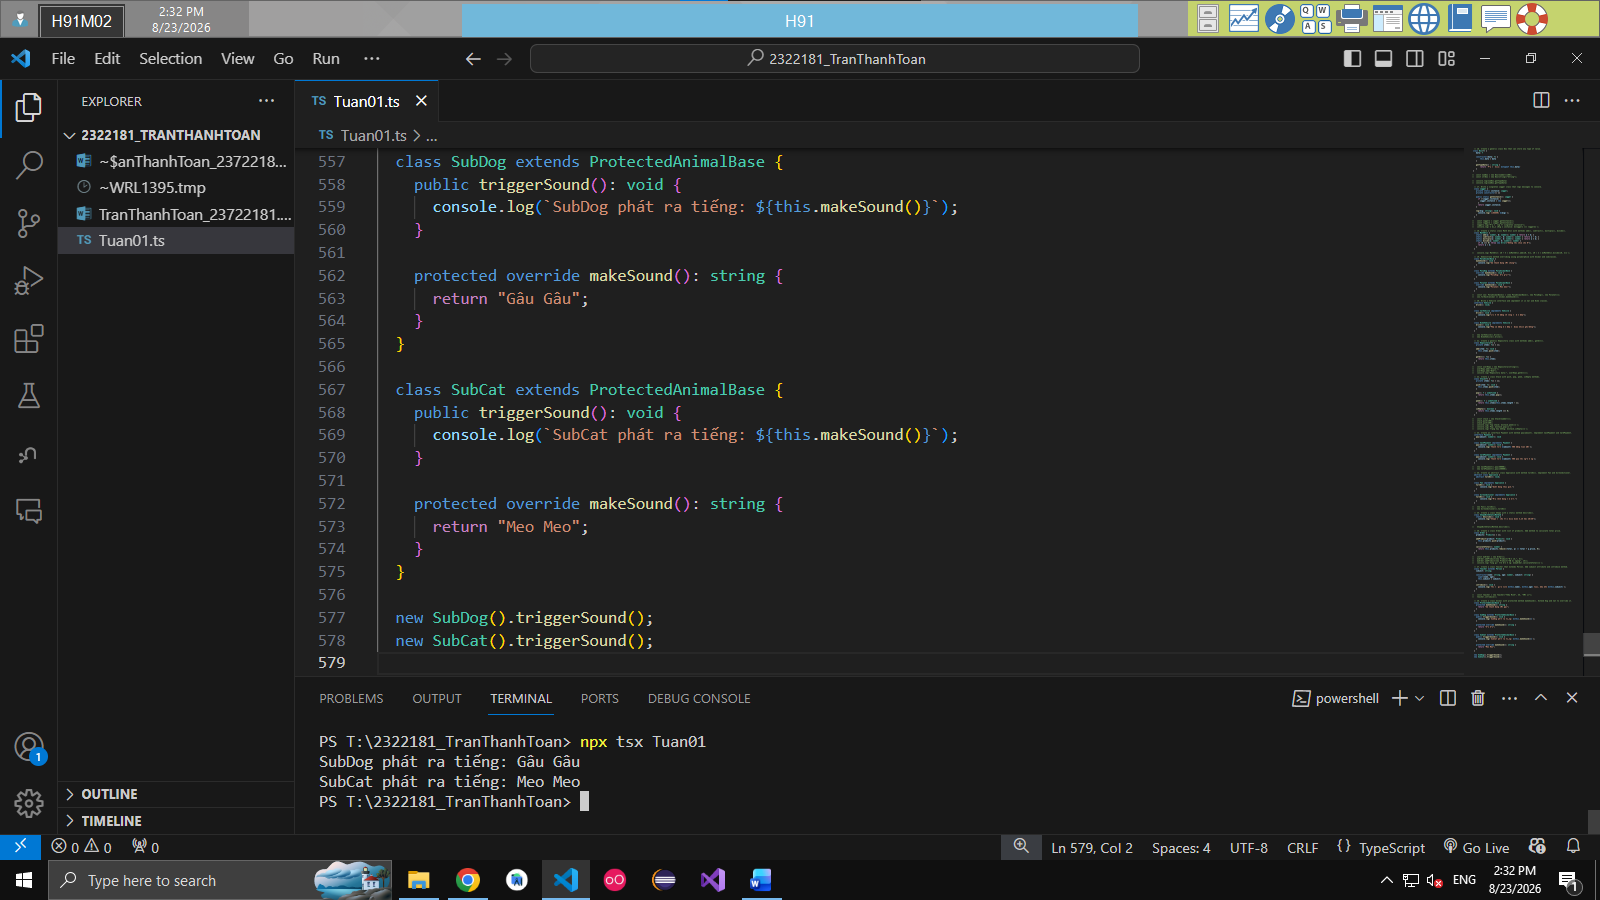 H91M02
2:32 PM
8/23/2026
H91
Q W
A S
File Edit Selection View Go Run ···
2322181_TranThanhToan
EXPLORER
TS Tuan01.ts
2322181_TRANTHANHTOAN
~$anThanhToan_2372218...
~WRL1395.tmp
TranThanhToan_23722181....
TS Tuan01.ts
TS Tuan01.ts > ...
557 class SubDog extends ProtectedAnimalBase {
558 public triggerSound(): void {
559 console.log(`SubDog phát ra tiếng: ${this.makeSound()}`);
560 }
561
562 protected override makeSound(): string {
563 return "Gâu Gâu";
564 }
565 }
566
567 class SubCat extends ProtectedAnimalBase {
568 public triggerSound(): void {
569 console.log(`SubCat phát ra tiếng: ${this.makeSound()}`);
570 }
571
572 protected override makeSound(): string {
573 return "Meo Meo";
574 }
575 }
576
577 new SubDog().triggerSound();
578 new SubCat().triggerSound();
579
PROBLEMS OUTPUT TERMINAL PORTS DEBUG CONSOLE
powershell
PS T:\2322181_TranThanhToan> npx tsx Tuan01
SubDog phát ra tiếng: Gâu Gâu
SubCat phát ra tiếng: Meo Meo
PS T:\2322181_TranThanhToan>
1
OUTLINE
TIMELINE
0 0 0
Ln 579, Col 2 Spaces: 4 UTF-8 CRLF {} TypeScript Go Live
Type here to search
ENG
2:32 PM
8/23/2026
1